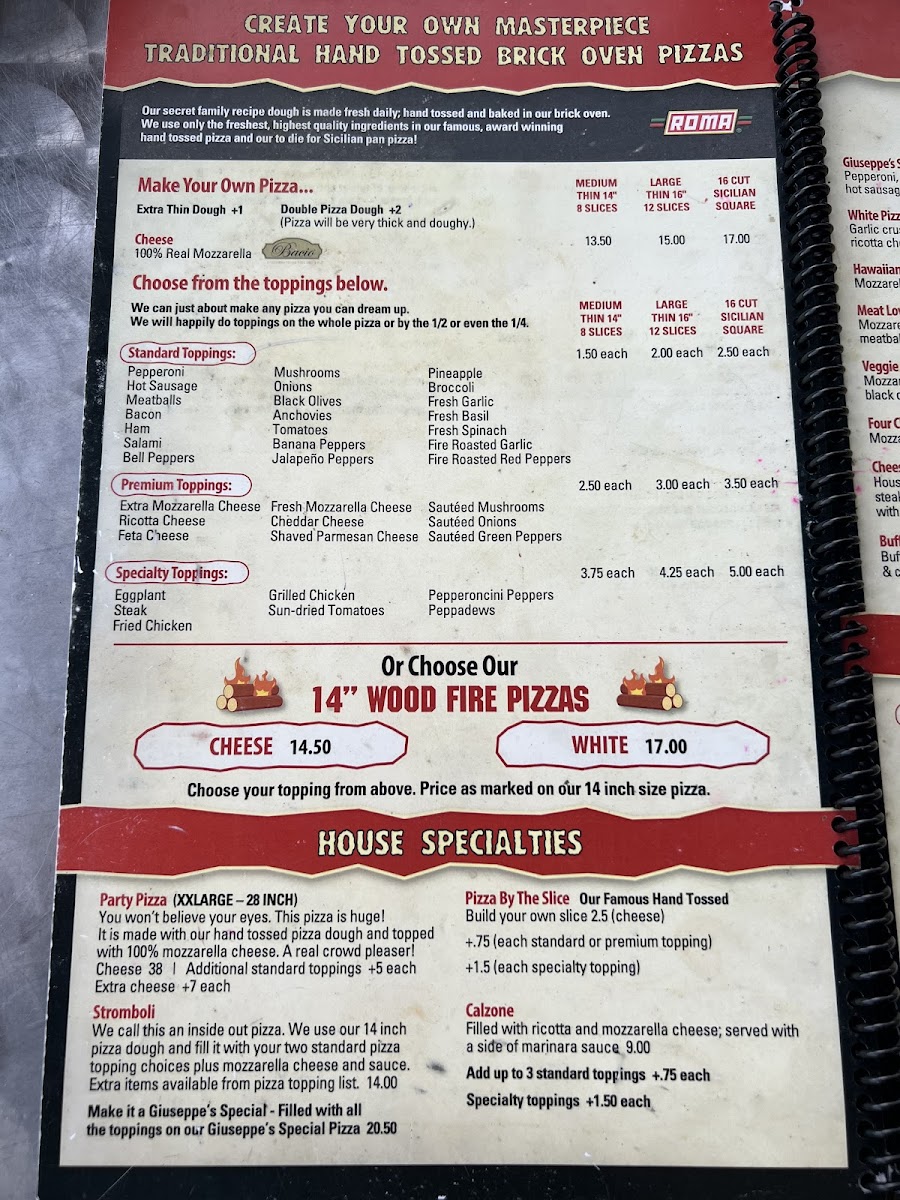 CREATE YOUR OWN MASTERPIECE
TRADITIONAL HAND TOSSED BRICK OVEN PIZZAS
Our secret family recipe dough is made fresh daily; hand tossed and baked in our brick oven.
We use only the freshest, highest quality ingredients in our famous, award winning
hand tossed pizza and our to die for Sicilian pan pizza!
ROMA
Make Your Own Pizza...
MEDIUM THIN 14" 8 SLICES
LARGE THIN 16" 12 SLICES
16 CUT SICILIAN SQUARE
Extra Thin Dough +1 Double Pizza Dough +2
(Pizza will be very thick and doughy.)
Cheese 13.50 15.00 17.00
100% Real Mozzarella Bacio
Choose from the toppings below.
We can just about make any pizza you can dream up.
We will happily do toppings on the whole pizza or by the 1/2 or even the 1/4.
MEDIUM THIN 14" 8 SLICES
LARGE THIN 16" 12 SLICES
16 CUT SICILIAN SQUARE
Standard Toppings: 1.50 each 2.00 each 2.50 each
Pepperoni Mushrooms Pineapple
Hot Sausage Onions Broccoli
Meatballs Black Olives Fresh Garlic
Bacon Anchovies Fresh Basil
Ham Tomatoes Fresh Spinach
Salami Banana Peppers Fire Roasted Garlic
Bell Peppers Jalapeño Peppers Fire Roasted Red Peppers
Premium Toppings: 2.50 each 3.00 each 3.50 each
Extra Mozzarella Cheese Fresh Mozzarella Cheese Sautéed Mushrooms
Ricotta Cheese Cheddar Cheese Sautéed Onions
Feta Cheese Shaved Parmesan Cheese Sautéed Green Peppers
Specialty Toppings: 3.75 each 4.25 each 5.00 each
Eggplant Grilled Chicken Pepperoncini Peppers
Steak Sun-dried Tomatoes Peppadews
Fried Chicken
Or Choose Our
14” WOOD FIRE PIZZAS
CHEESE 14.50 WHITE 17.00
Choose your topping from above. Price as marked on our 14 inch size pizza.
HOUSE SPECIALTIES
Party Pizza (XXLARGE – 28 INCH)
You won't believe your eyes. This pizza is huge!
It is made with our hand tossed pizza dough and topped
with 100% mozzarella cheese. A real crowd pleaser!
Cheese 38 | Additional standard toppings +5 each
Extra cheese +7 each
Stromboli
We call this an inside out pizza. We use our 14 inch
pizza dough and fill it with your two standard pizza
topping choices plus mozzarella cheese and sauce.
Extra items available from pizza topping list. 14.00
Make it a Giuseppe's Special - Filled with all
the toppings on our Giuseppe's Special Pizza 20.50
Pizza By The Slice Our Famous Hand Tossed
Build your own slice 2.5 (cheese)
+.75 (each standard or premium topping)
+1.5 (each specialty topping)
Calzone
Filled with ricotta and mozzarella cheese; served with
a side of marinara sauce 9.00
Add up to 3 standard toppings +.75 each
Specialty toppings +1.50 each
Giuseppe's
Pepperoni,
hot
White
Garlic
ricotta
Hawaiian
Meat
Veggie
black
Four
with